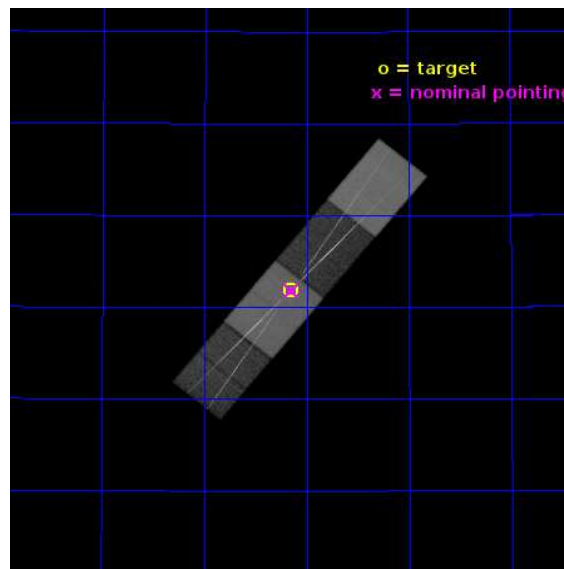 o = target
x = nominal pointing